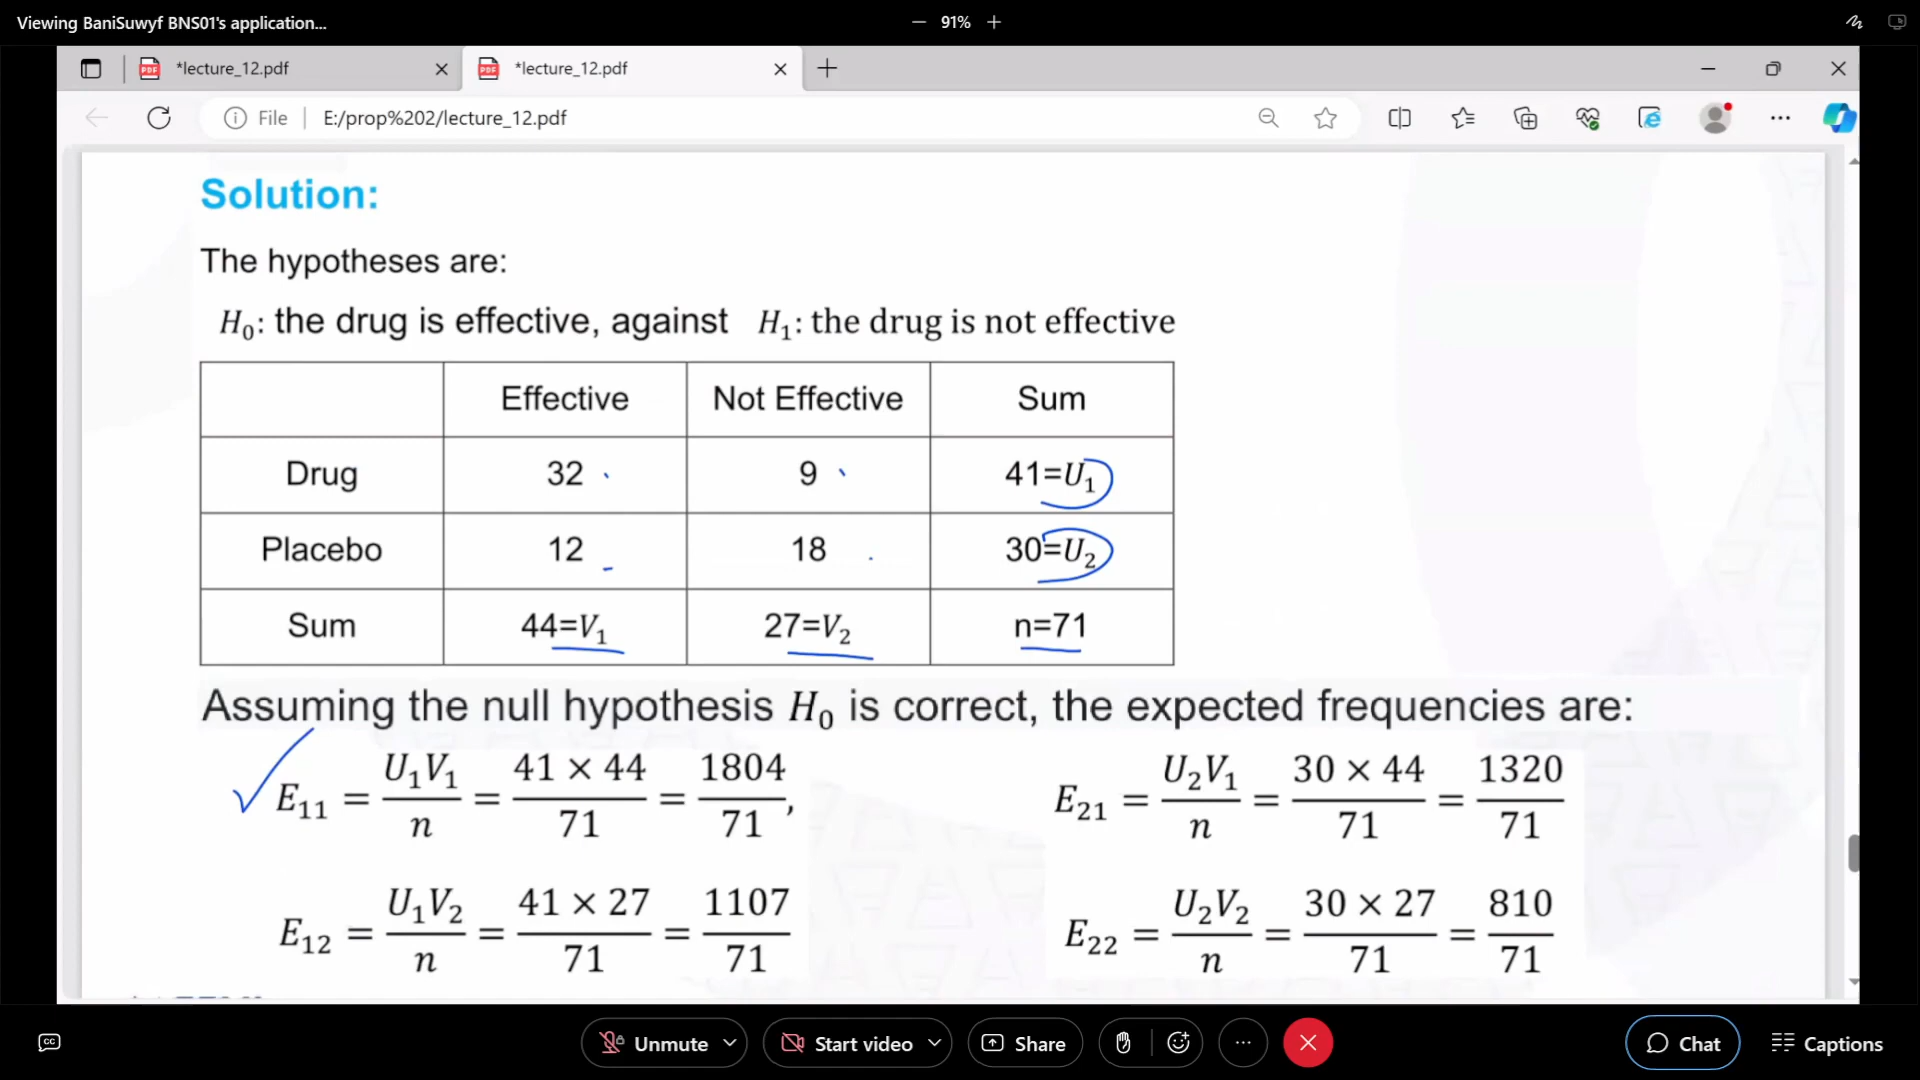 Viewing BaniSuwyf BNS01's application...
91%
*lecture_12.pdf
*lecture_12.pdf
File
E:/prop%202/lecture_12.pdf
Solution:
The hypotheses are:
H₀: the drug is effective, against H₁: the drug is not effective
Effective Not Effective Sum
Drug 32 9 41=U₁
Placebo 12 18 30=U₂
Sum 44=V₁ 27=V₂ n=71
Assuming the null hypothesis H₀ is correct, the expected frequencies are:
E₁₁ = U₁V₁/n = 41 × 44/71 = 1804/71, E₂₁ = U₂V₁/n = 30 × 44/71 = 1320/71
E₁₂ = U₁V₂/n = 41 × 27/71 = 1107/71 E₂₂ = U₂V₂/n = 30 × 27/71 = 810/71
Unmute Start video Share Chat Captions